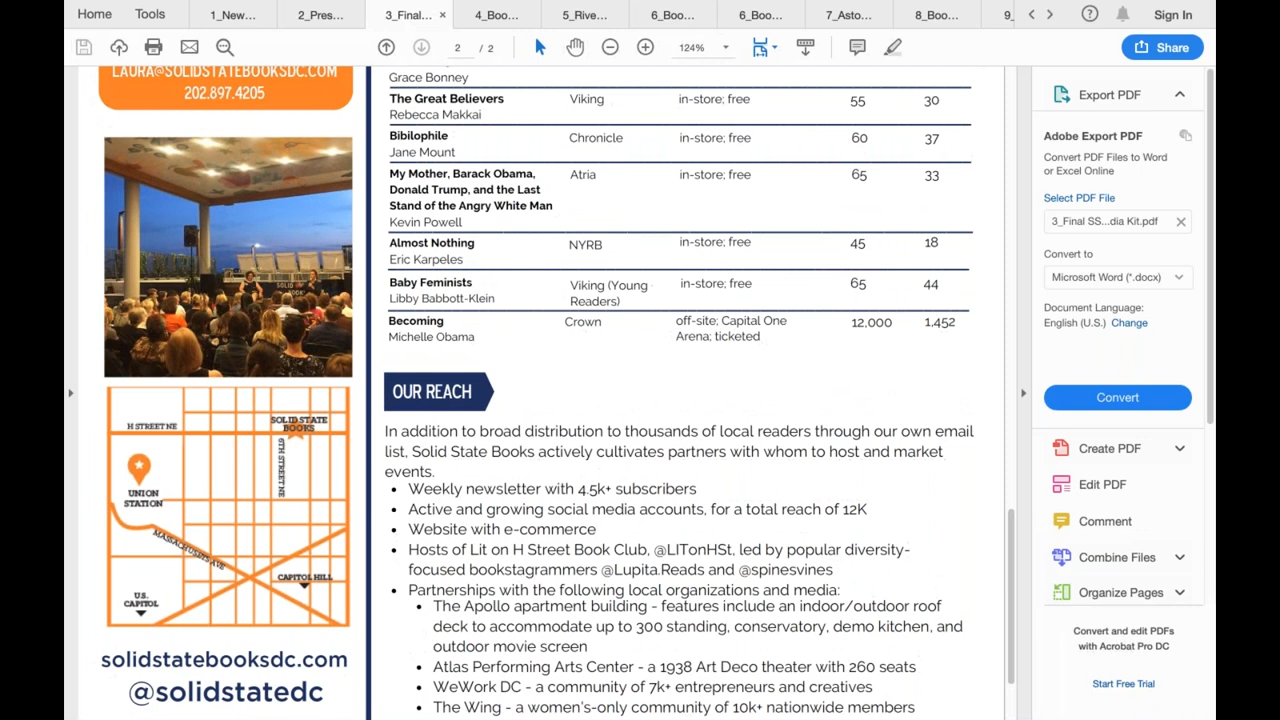 Home
Tools
1_New...
2_Pres...
3_Final...
4_Boo...
5_Rive...
6_Boo...
6_Boo...
7_Asto...
8_Boo...
9_
Sign In
2 / 2
124%
Share
LAURA@SOLIDSTATEBOOKSDC.COM
202.897.4205
Grace Bonney
The Great Believers Viking in-store; free 55 30
Rebecca Makkai
Bibilophile Chronicle in-store; free 60 37
Jane Mount
My Mother, Barack Obama, Atria in-store; free 65 33
Donald Trump, and the Last
Stand of the Angry White Man
Kevin Powell
Almost Nothing NYRB in-store; free 45 18
Eric Karpeles
Baby Feminists Viking (Young in-store; free 65 44
Libby Babbott-Klein Readers)
Becoming Crown off-site; Capital One 12,000 1,452
Michelle Obama Arena; ticketed
OUR REACH
In addition to broad distribution to thousands of local readers through our own email
list, Solid State Books actively cultivates partners with whom to host and market
events.
• Weekly newsletter with 4.5k+ subscribers
• Active and growing social media accounts, for a total reach of 12K
• Website with e-commerce
• Hosts of Lit on H Street Book Club, @LITonHSt, led by popular diversity-
focused bookstagrammers @Lupita.Reads and @spinesvines
• Partnerships with the following local organizations and media:
• The Apollo apartment building - features include an indoor/outdoor roof
deck to accommodate up to 300 standing, conservatory, demo kitchen, and
outdoor movie screen
• Atlas Performing Arts Center - a 1938 Art Deco theater with 260 seats
• WeWork DC - a community of 7k+ entrepreneurs and creatives
• The Wing - a women's-only community of 10k+ nationwide members
H STREET NE
SOLID STATE
BOOKS
6TH STREET NE
UNION
STATION
MASSACHUSETTS AVE
CAPITOL HILL
U.S.
CAPITOL
solidstatebooksdc.com
@solidstatedc
Export PDF
Adobe Export PDF
Convert PDF Files to Word
or Excel Online
Select PDF File
3_Final SS...dia Kit.pdf
Convert to
Microsoft Word (*.docx)
Document Language:
English (U.S.) Change
Convert
Create PDF
Edit PDF
Comment
Combine Files
Organize Pages
Convert and edit PDFs
with Acrobat Pro DC
Start Free Trial